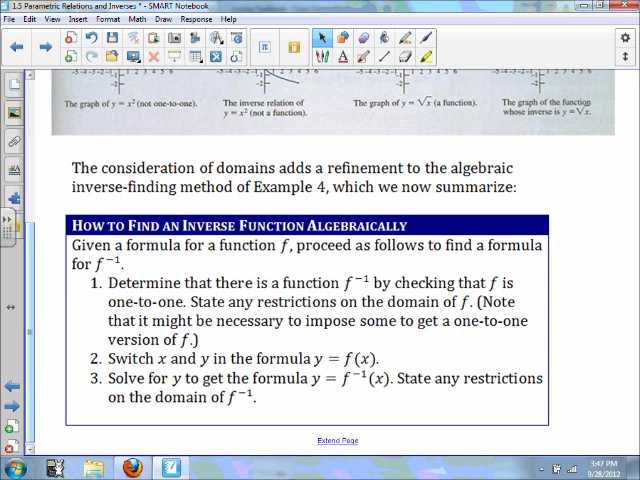 1.5 Parametric Relations and Inverses * - SMART Notebook
File Edit View Insert Format Math Draw Response Help
The graph of y = x² (not one-to-one).
The inverse relation of
y = x² (not a function).
The graph of y = √x (a function).
The graph of the function
whose inverse is y = √x.
The consideration of domains adds a refinement to the algebraic
inverse-finding method of Example 4, which we now summarize:
HOW TO FIND AN INVERSE FUNCTION ALGEBRAICALLY
Given a formula for a function f, proceed as follows to find a formula
for f⁻¹.
1. Determine that there is a function f⁻¹ by checking that f is
one-to-one. State any restrictions on the domain of f. (Note
that it might be necessary to impose some to get a one-to-one
version of f.)
2. Switch x and y in the formula y = f(x).
3. Solve for y to get the formula y = f⁻¹(x). State any restrictions
on the domain of f⁻¹.
Extend Page
3:47 PM
9/28/2012